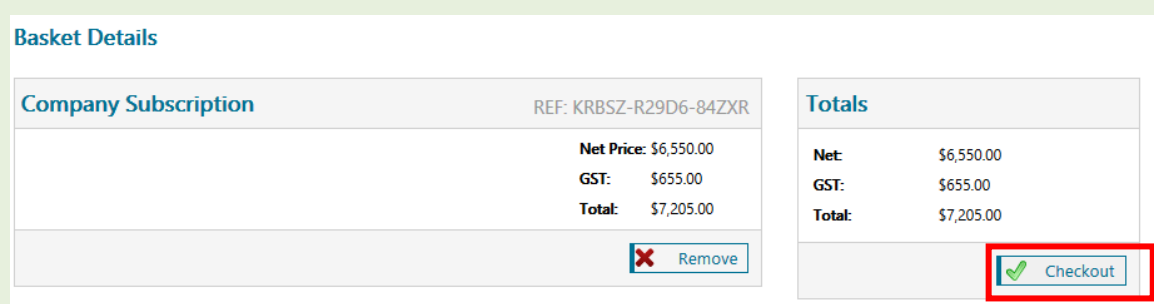 Basket Details
Company Subscription REF: KRBSZ-R29D6-84ZXR
Net Price: $6,550.00
GST: $655.00
Total: $7,205.00
Remove
Totals
Net: $6,550.00
GST: $655.00
Total: $7,205.00
Checkout